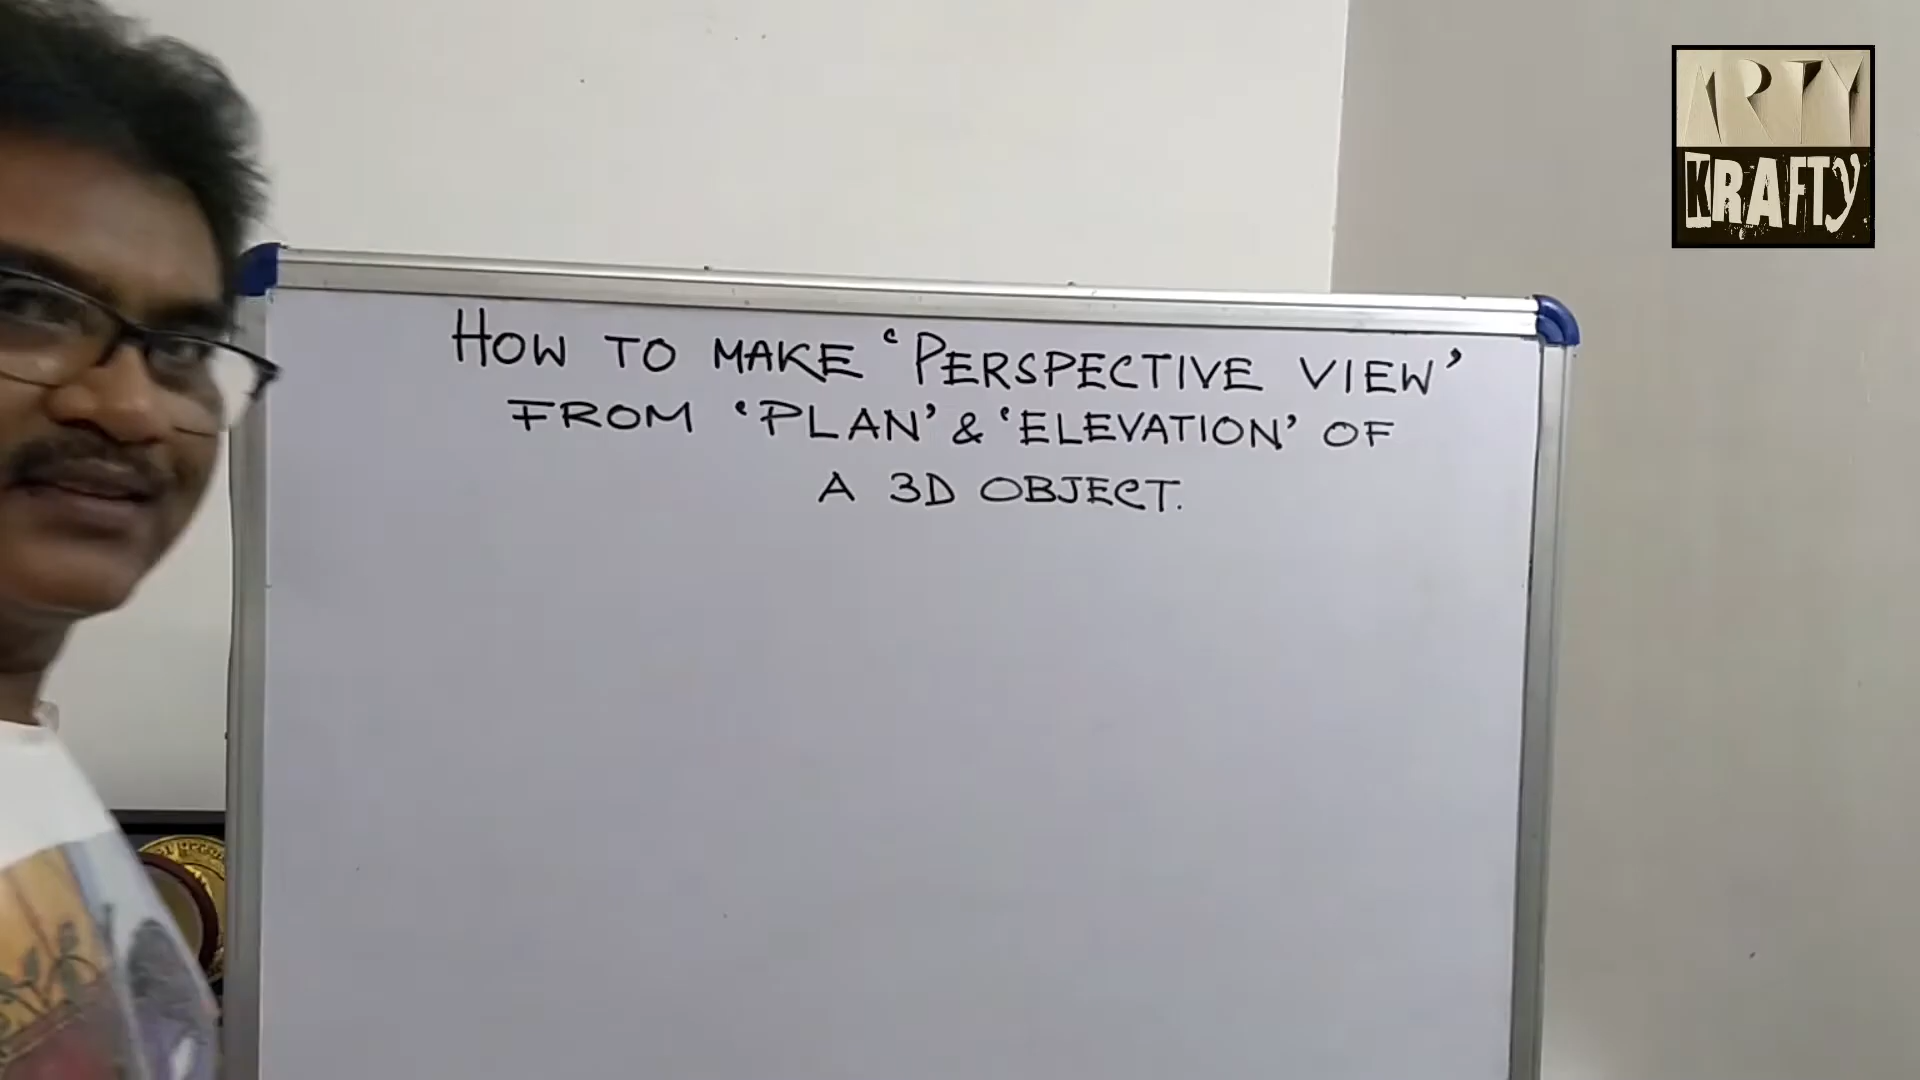 ARTY
KRAFTY
HOW TO MAKE ‘PERSPECTIVE VIEW’
FROM ‘PLAN’ & ‘ELEVATION’ OF
A 3D OBJECT.